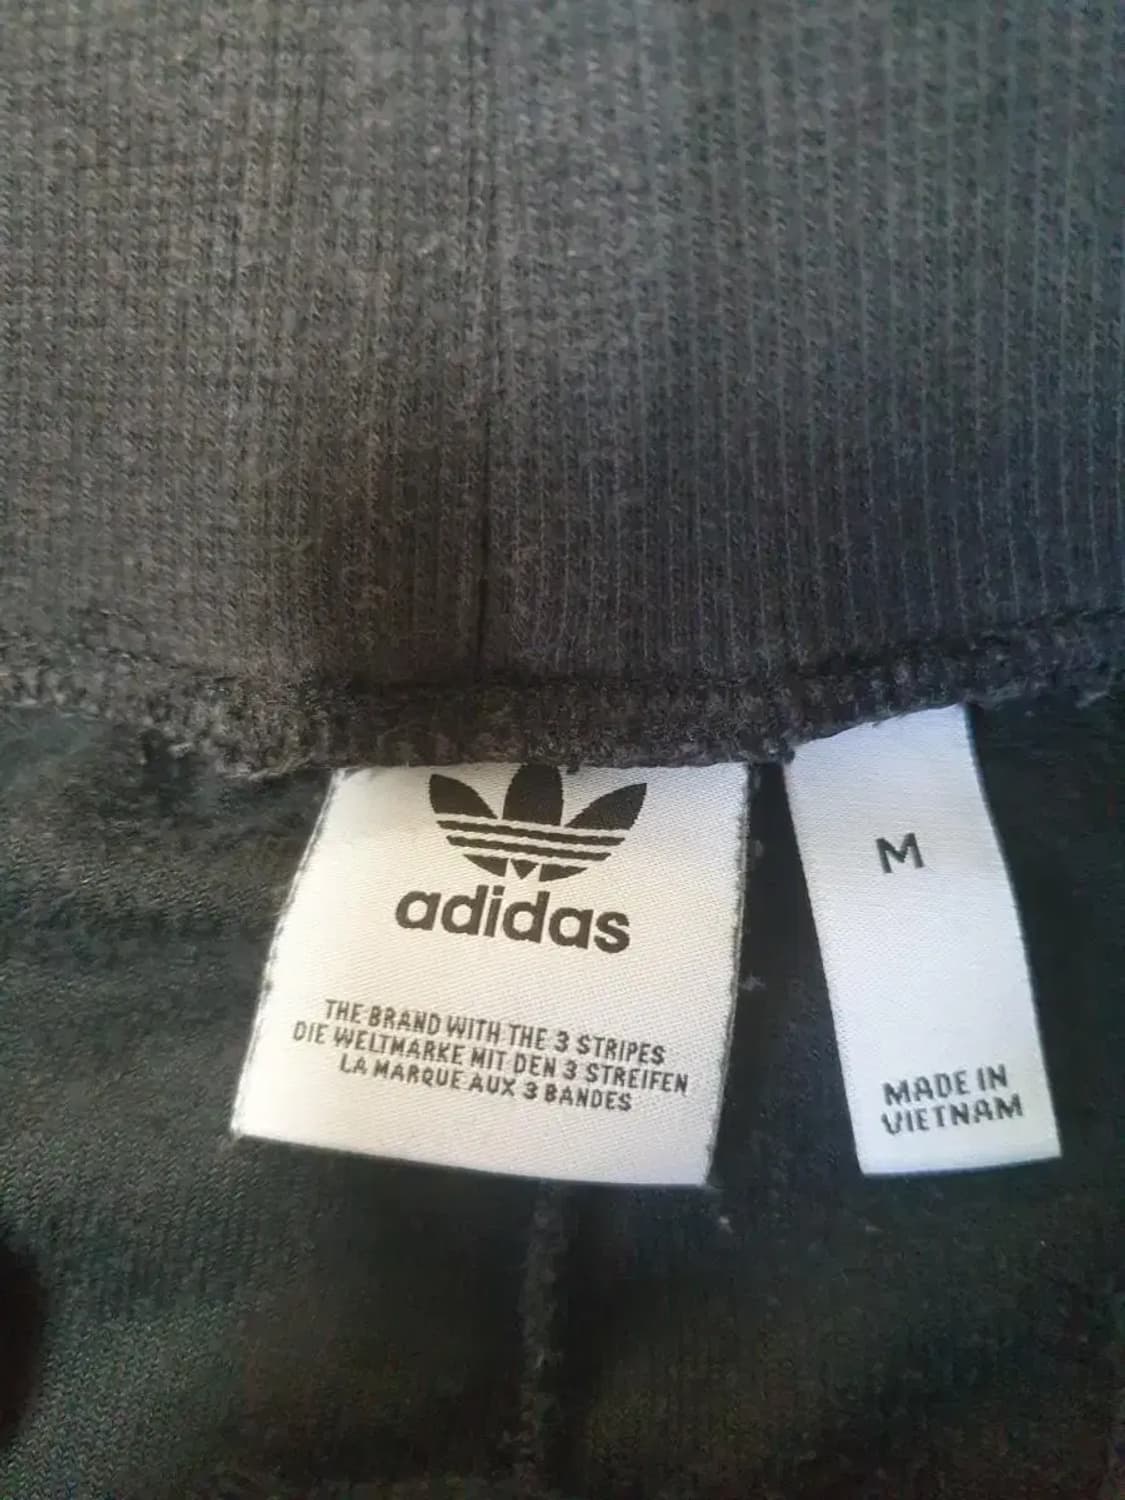 adidas
THE BRAND WITH THE 3 STRIPES
DIE WELTMARKE MIT DEN 3 STREIFEN
LA MARQUE AUX 3 BANDES
M
MADE IN
VIETNAM